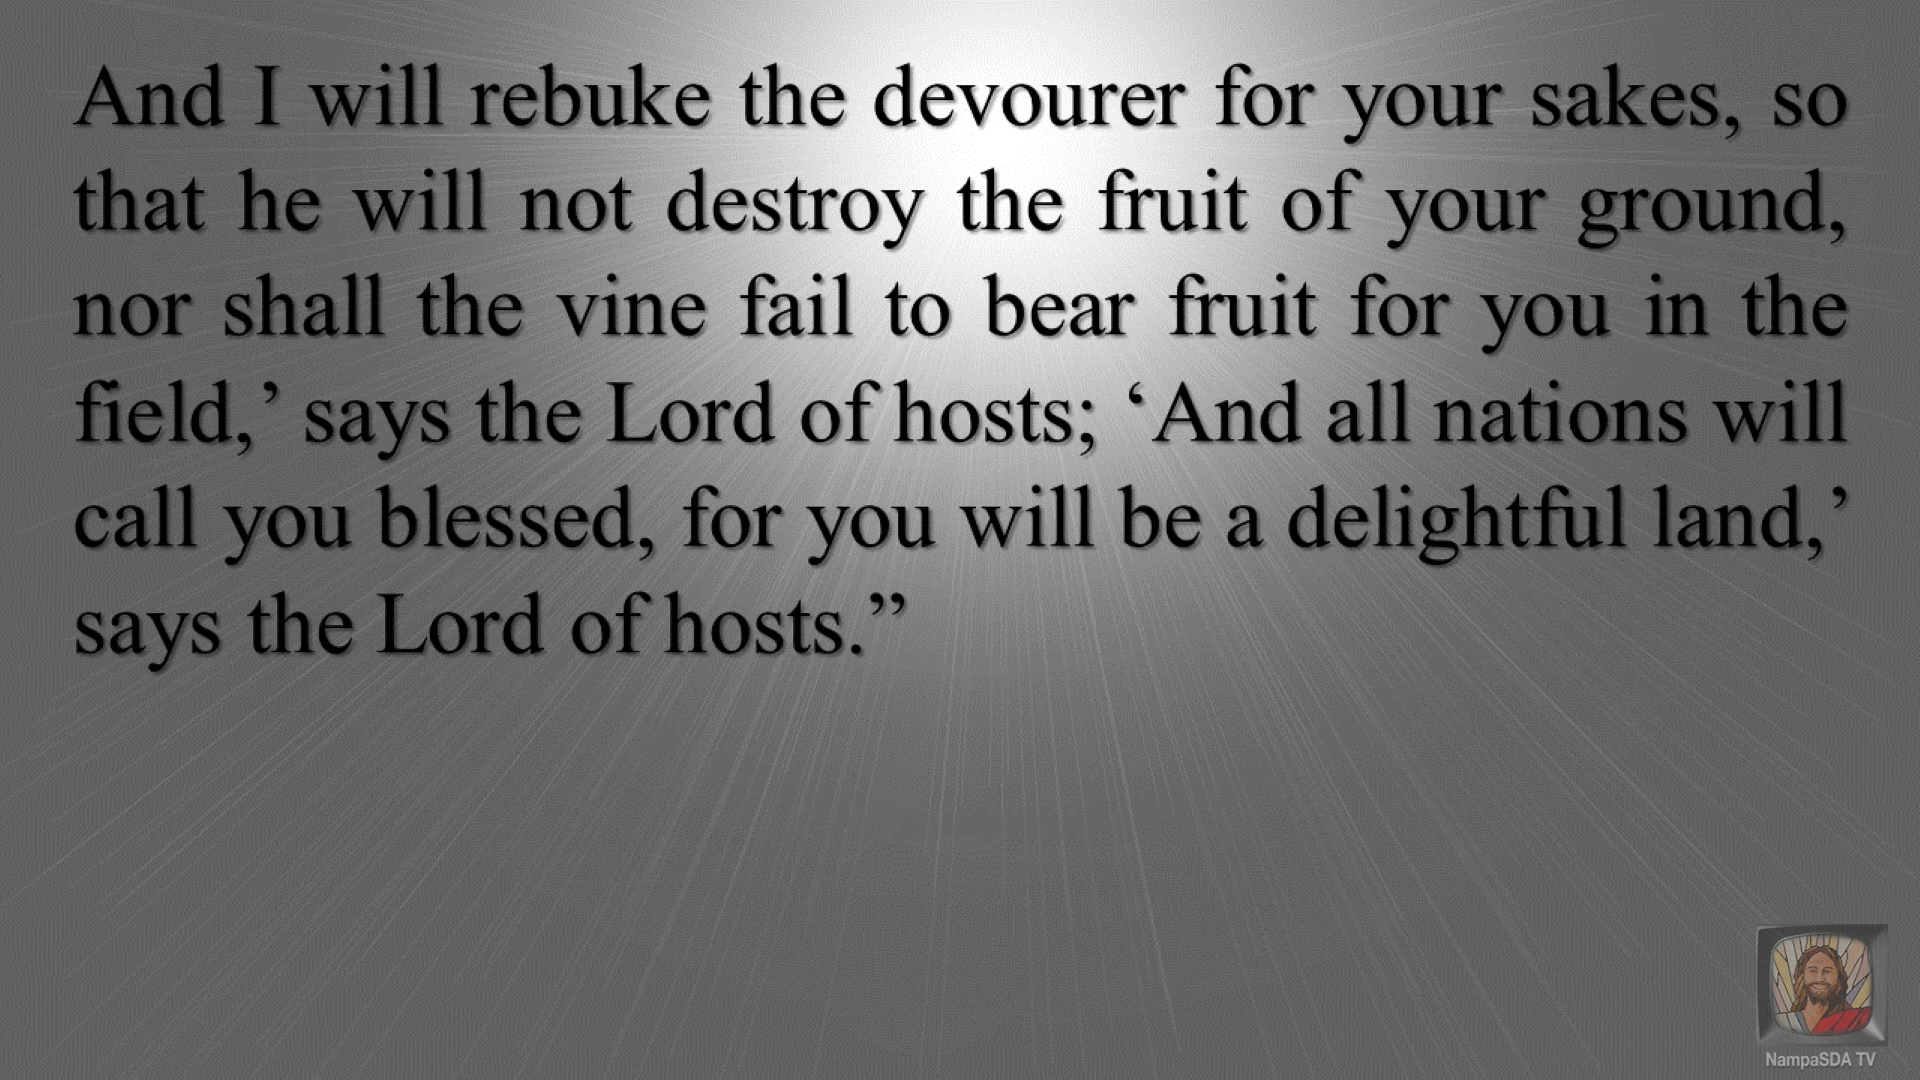 And I will rebuke the devourer for your sakes, so
that he will not destroy the fruit of your ground,
nor shall the vine fail to bear fruit for you in the
field,’ says the Lord of hosts; ‘And all nations will
call you blessed, for you will be a delightful land,’
says the Lord of hosts.”
NampaSDA TV